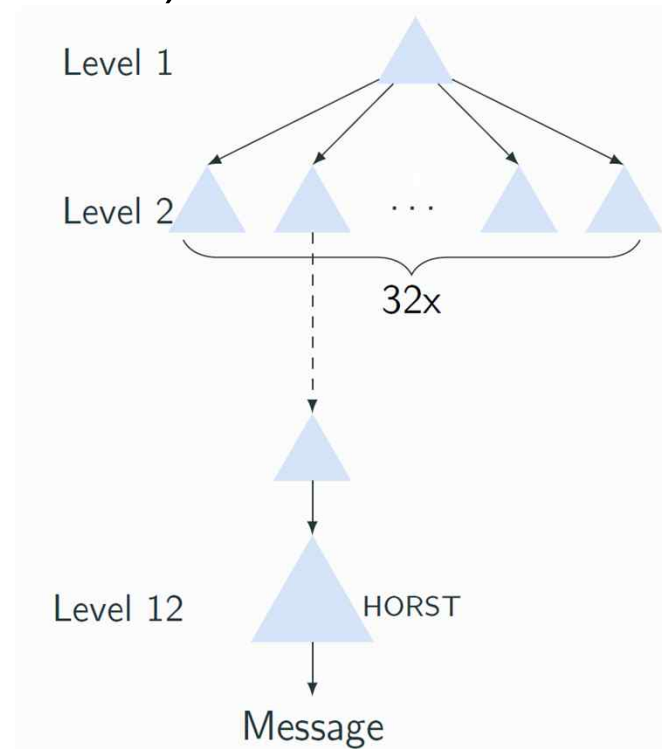 Level 1
Level 2
. . .
32x
Level 12
HORST
Message